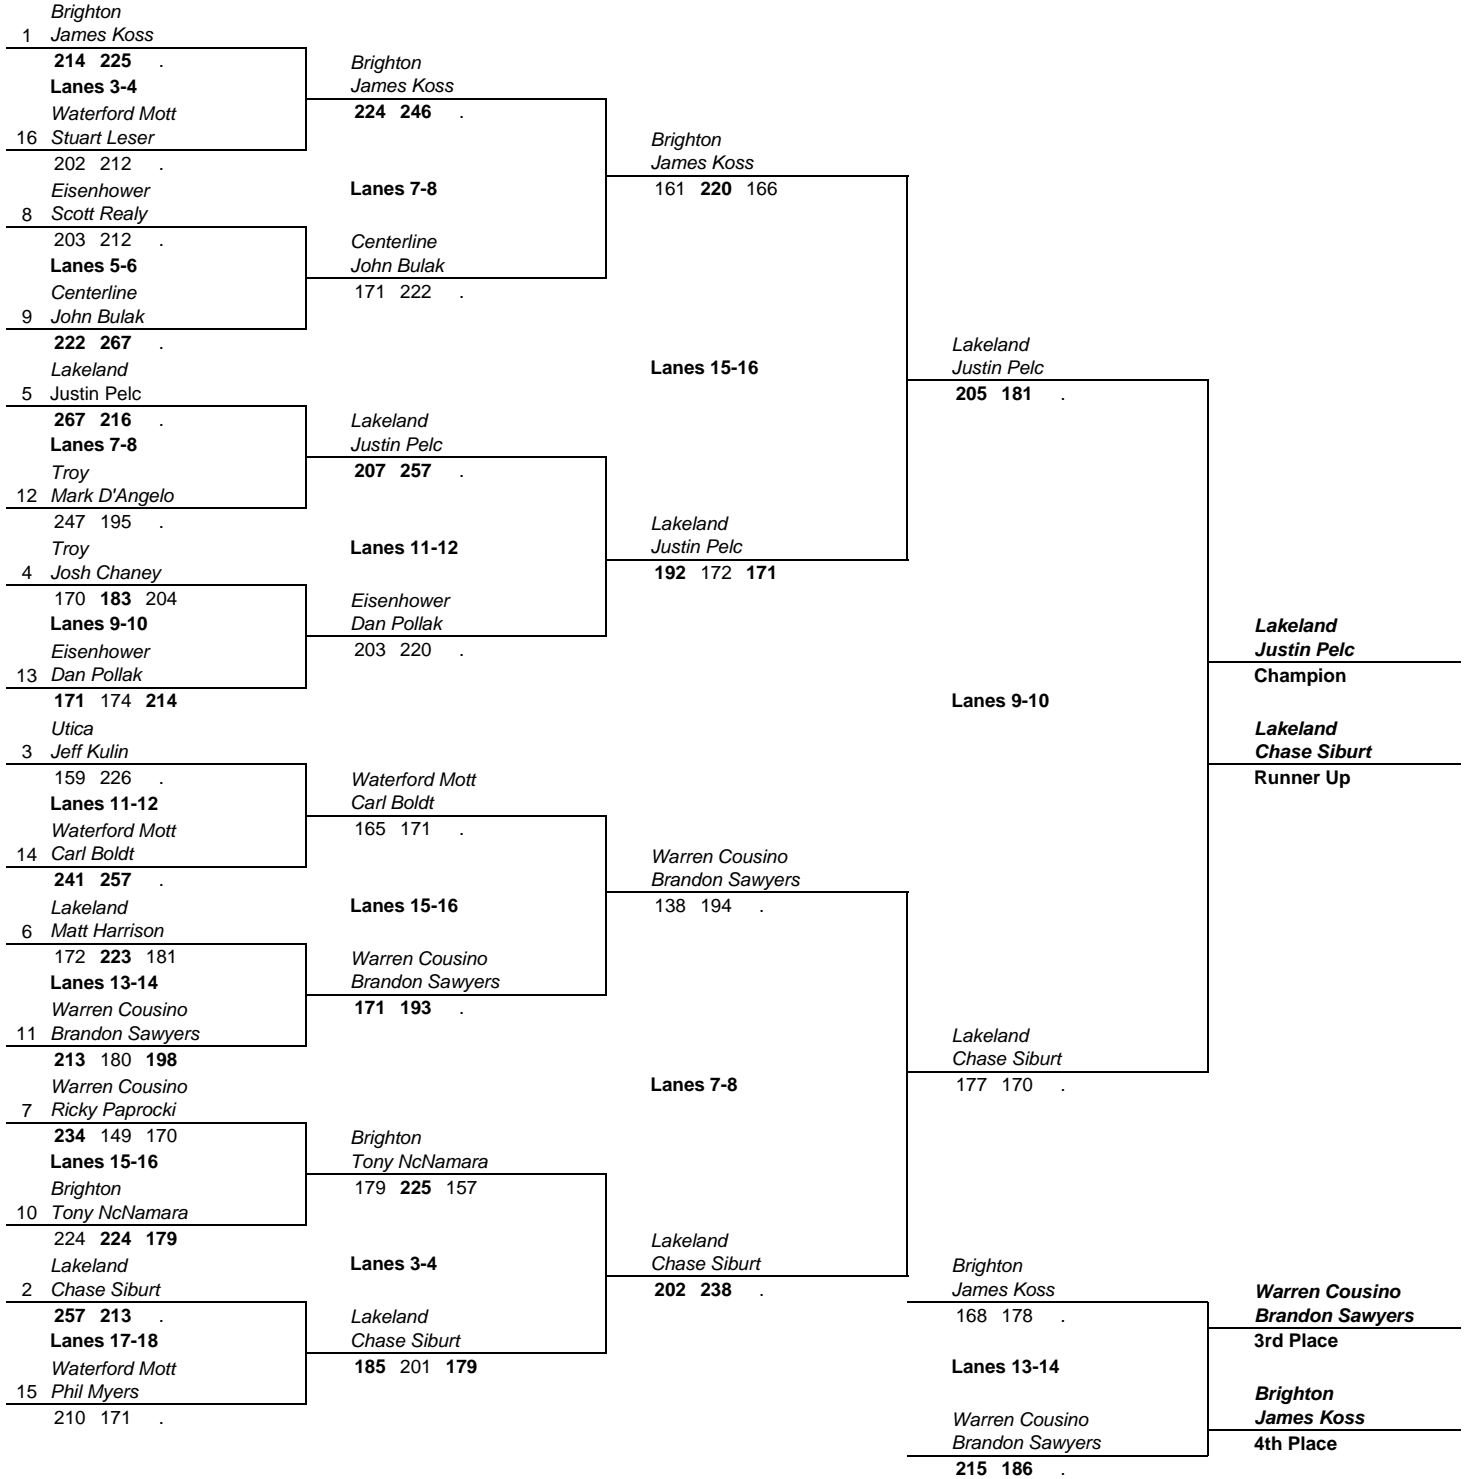 Brighton
1 James Koss
214 225 .
Lanes 3-4
Waterford Mott
16 Stuart Leser
202 212 .
Eisenhower
8 Scott Realy
203 212 .
Lanes 5-6
Centerline
9 John Bulak
222 267 .
Lakeland
5 Justin Pelc
267 216 .
Lanes 7-8
Troy
12 Mark D'Angelo
247 195 .
Troy
4 Josh Chaney
170 183 204
Lanes 9-10
Eisenhower
13 Dan Pollak
171 174 214
Utica
3 Jeff Kulin
159 226 .
Lanes 11-12
Waterford Mott
14 Carl Boldt
241 257 .
Lakeland
6 Matt Harrison
172 223 181
Lanes 13-14
Warren Cousino
11 Brandon Sawyers
213 180 198
Warren Cousino
7 Ricky Paprocki
234 149 170
Lanes 15-16
Brighton
10 Tony NcNamara
224 224 179
Lakeland
2 Chase Siburt
257 213 .
Lanes 17-18
Waterford Mott
15 Phil Myers
210 171 .
Brighton
James Koss
224 246 .
Lanes 7-8
Centerline
John Bulak
171 222 .
Lakeland
Justin Pelc
207 257 .
Lanes 11-12
Eisenhower
Dan Pollak
203 220 .
Waterford Mott
Carl Boldt
165 171 .
Lanes 15-16
Warren Cousino
Brandon Sawyers
171 193 .
Brighton
Tony NcNamara
179 225 157
Lanes 3-4
Lakeland
Chase Siburt
185 201 179
Brighton
James Koss
161 220 166
Lanes 15-16
Lakeland
Justin Pelc
192 172 171
Warren Cousino
Brandon Sawyers
138 194 .
Lanes 7-8
Lakeland
Chase Siburt
202 238 .
Lakeland
Justin Pelc
205 181 .
Lanes 9-10
Lakeland
Chase Siburt
177 170 .
Brighton
James Koss
168 178 .
Lanes 13-14
Warren Cousino
Brandon Sawyers
215 186 .
Lakeland
Justin Pelc
Champion
Lakeland
Chase Siburt
Runner Up
Warren Cousino
Brandon Sawyers
3rd Place
Brighton
James Koss
4th Place